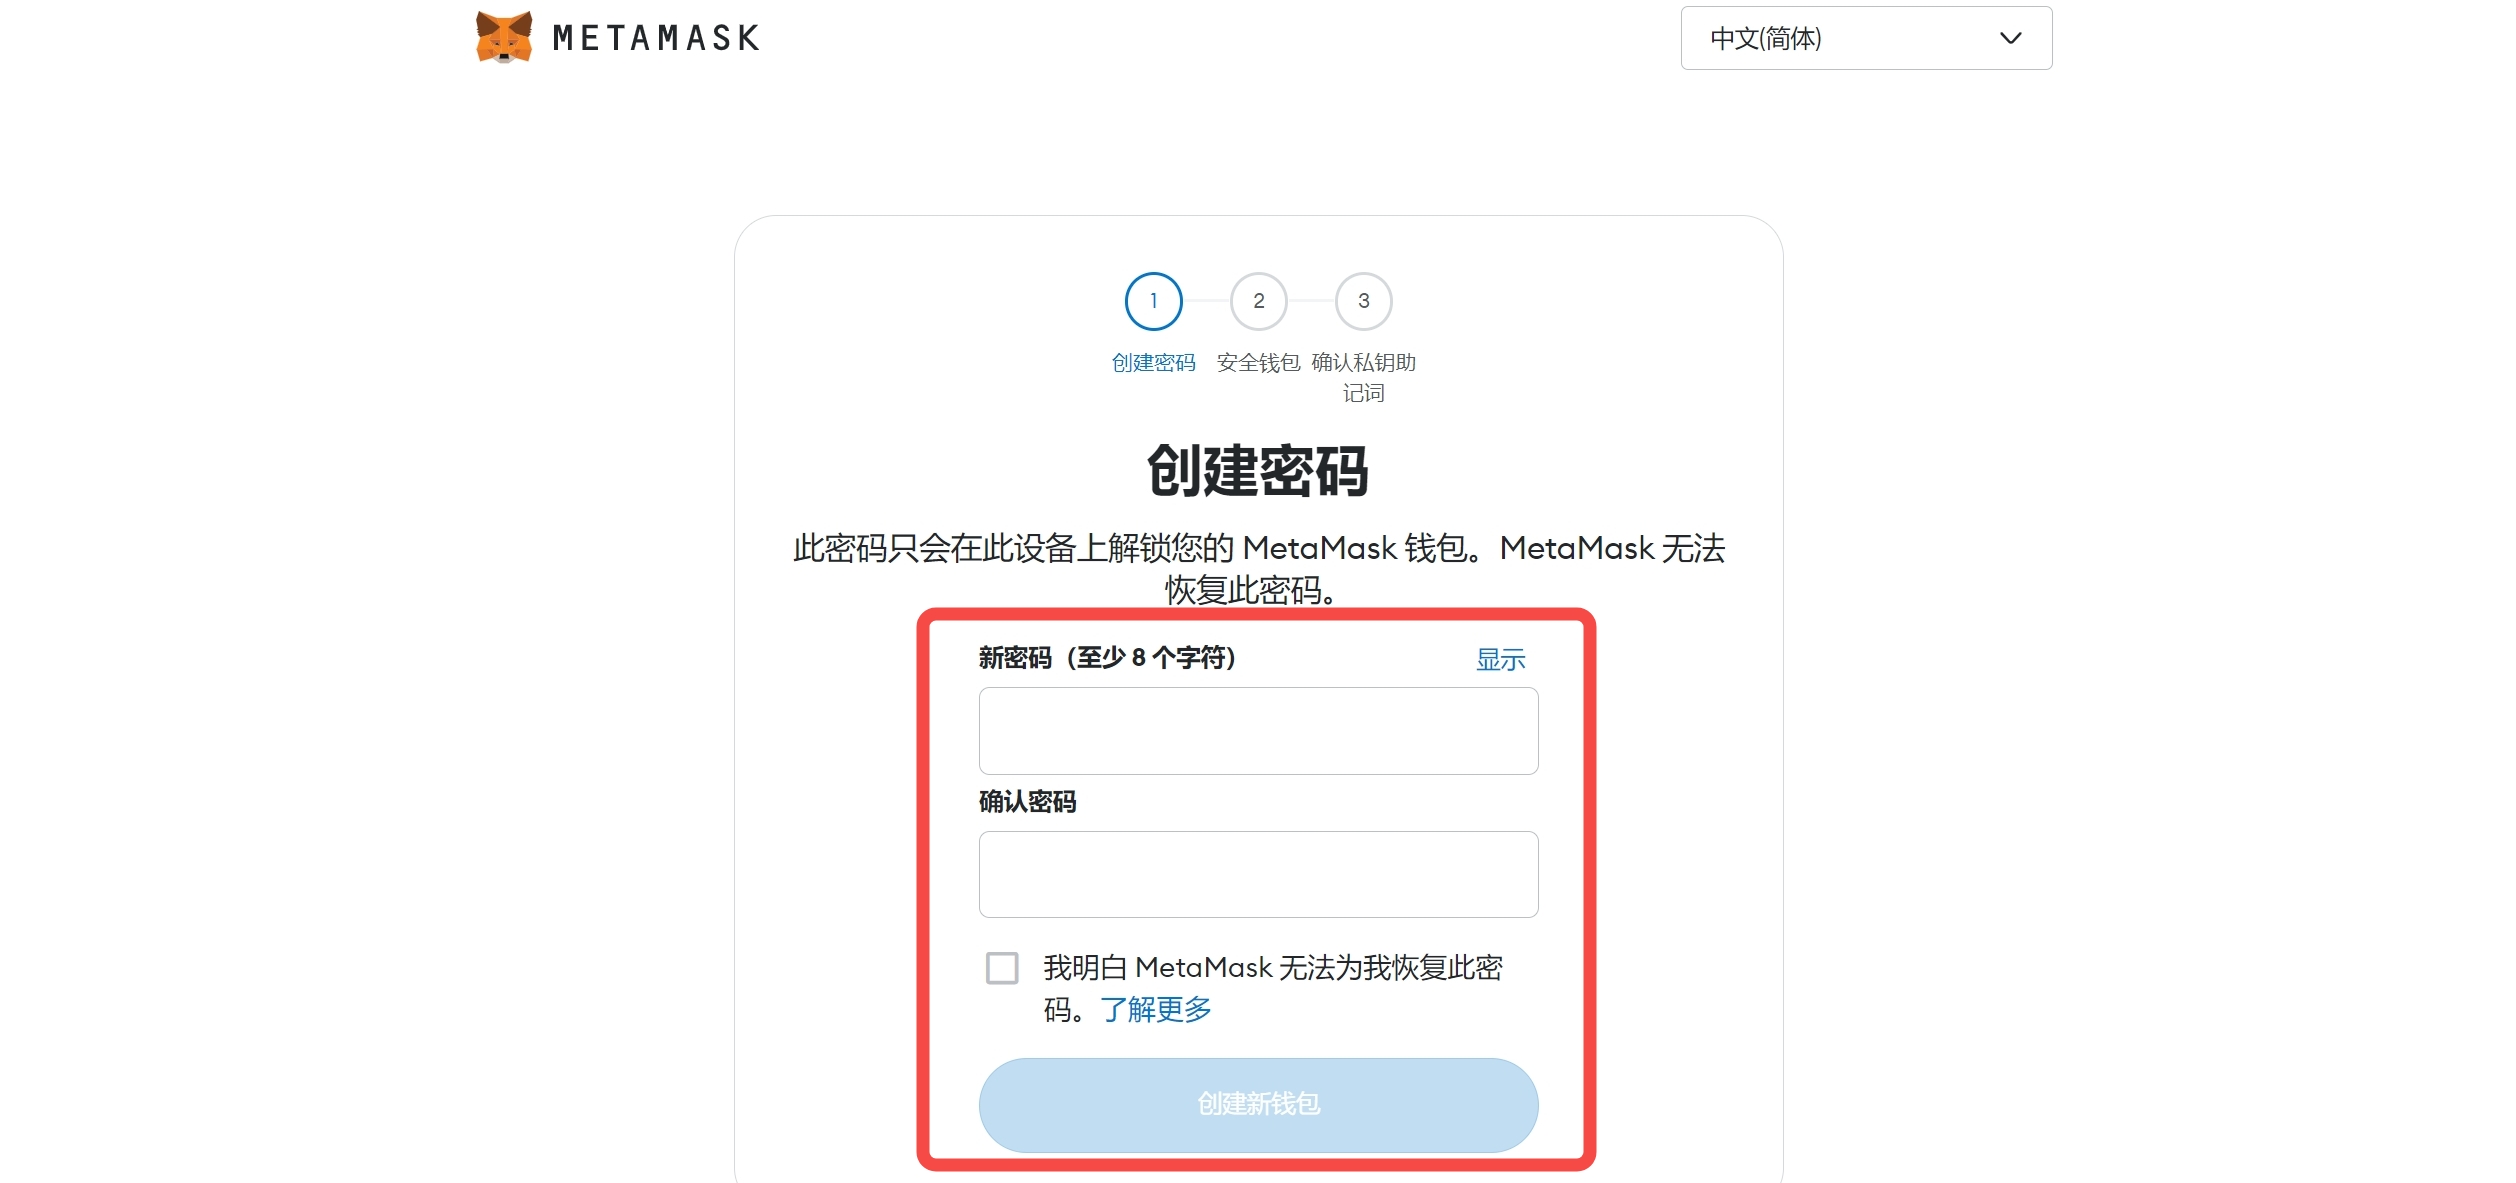 METAMASK
中文(简体)
1
2
3
创建密码
安全钱包
确认私钥助
记词
创建密码
此密码只会在此设备上解锁您的 MetaMask 钱包。MetaMask 无法
恢复此密码。
新密码（至少 8 个字符）
显示
确认密码
我明白 MetaMask 无法为我恢复此密
码。了解更多
创建新钱包